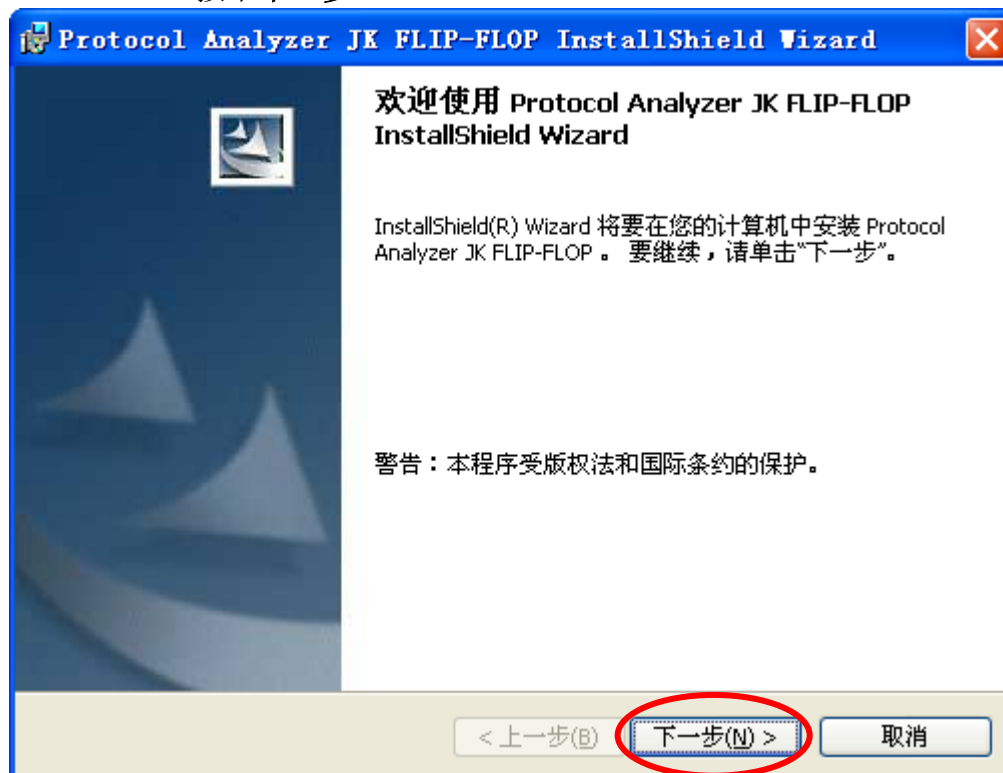 Protocol Analyzer JK FLIP-FLOP InstallShield Wizard
欢迎使用 Protocol Analyzer JK FLIP-FLOP
InstallShield Wizard
InstallShield(R) Wizard 将要在您的计算机中安装 Protocol
Analyzer JK FLIP-FLOP 。 要继续，请单击“下一步”。
警告：本程序受版权法和国际条约的保护。
<上一步(B)
下一步(N) >
取消